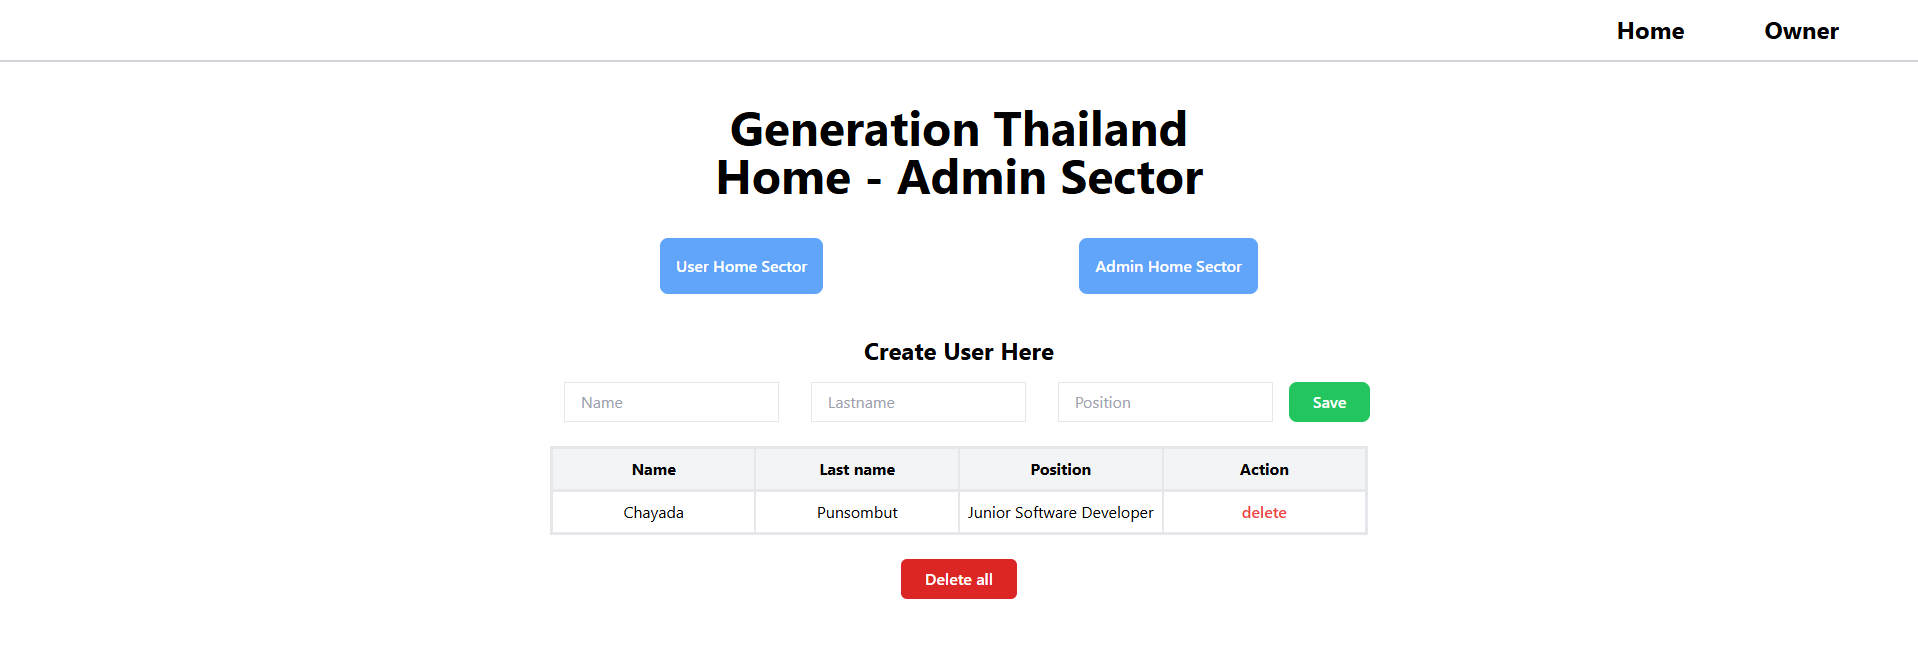 Home Owner
Generation Thailand
Home - Admin Sector
User Home Sector Admin Home Sector
Create User Here
Name Lastname Position Save
Name Last name Position Action
Chayada Punsombut Junior Software Developer delete
Delete all